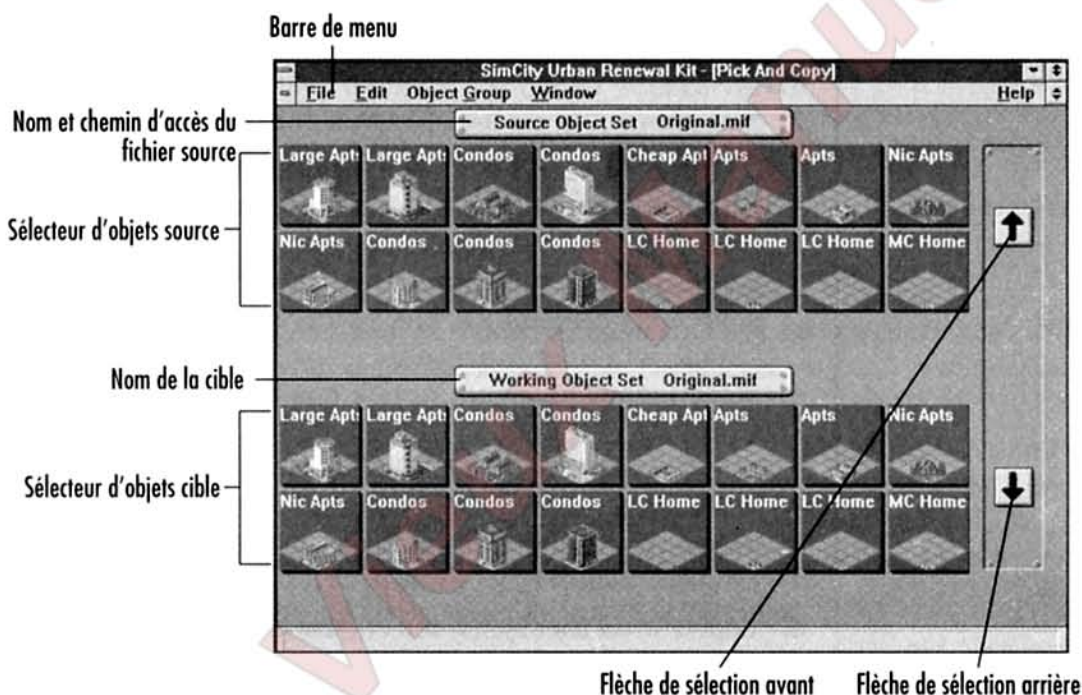 Barre de menu
SimCity Urban Renewal Kit - [Pick And Copy]
File Edit Object Group Window Help
Nom et chemin d'accès du
fichier source
Source Object Set Original.mif
Large Apts Large Apts Condos Condos Cheap Apt Apts Apts Nic Apts
Sélecteur d'objets source
Nic Apts Condos Condos Condos LC Home LC Home LC Home MC Home
Nom de la cible
Working Object Set Original.mif
Large Apts Large Apts Condos Condos Cheap Apt Apts Apts Nic Apts
Sélecteur d'objets cible
Nic Apts Condos Condos Condos LC Home LC Home LC Home MC Home
Flèche de sélection avant Flèche de sélection arrière